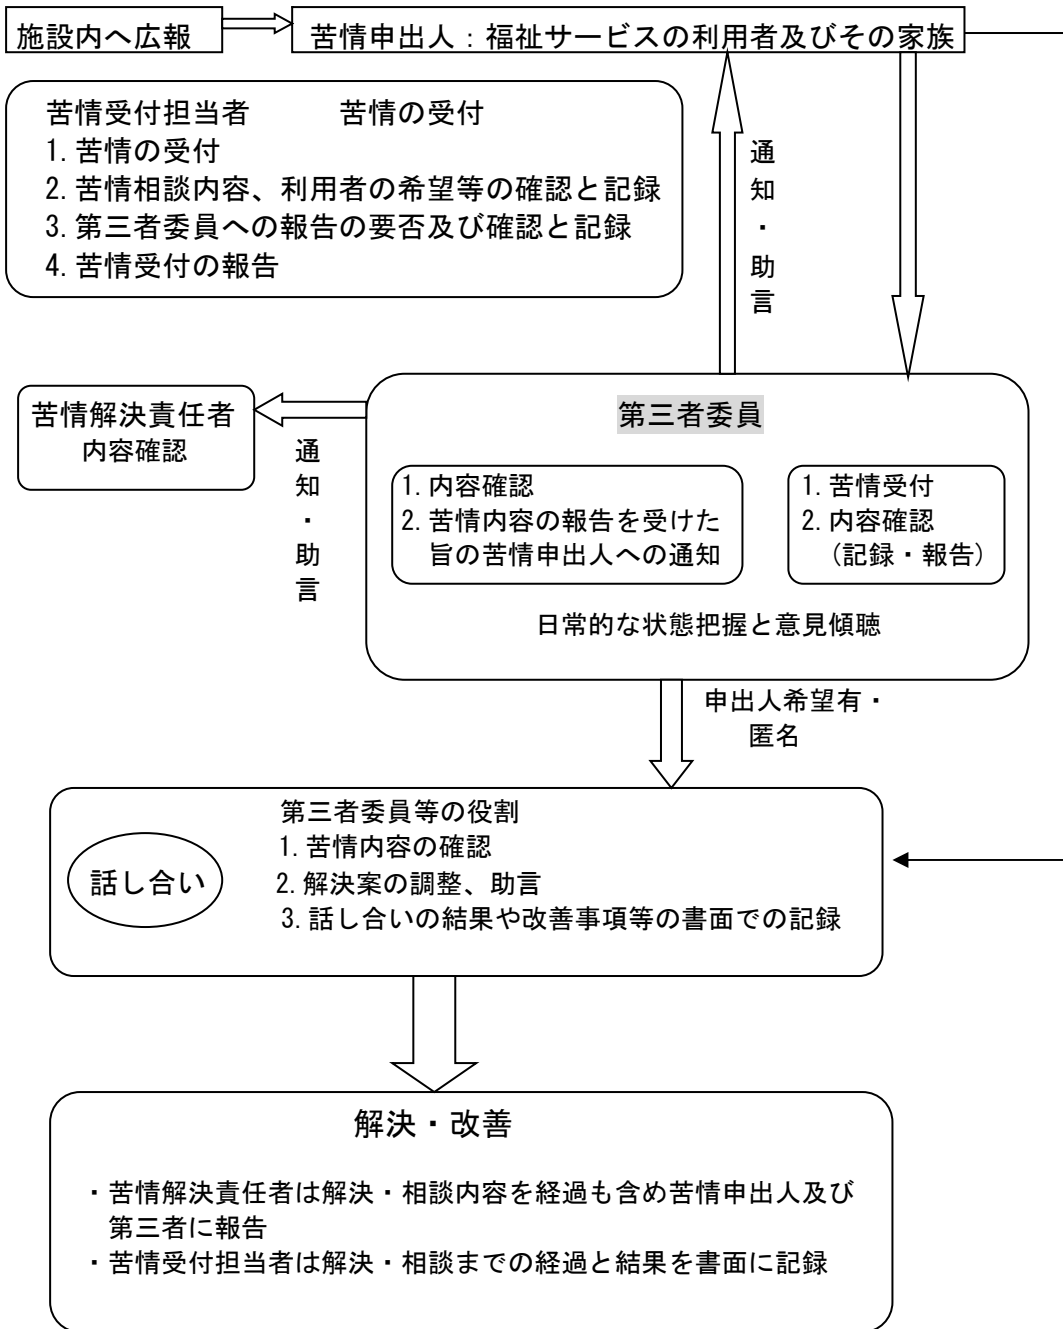 施設内へ広報
苦情申出人：福祉サービスの利用者及びその家族
苦情受付担当者　苦情の受付
1. 苦情の受付
2. 苦情相談内容、利用者の希望等の確認と記録
3. 第三者委員への報告の要否及び確認と記録
4. 苦情受付の報告
通知・助言
苦情解決責任者
内容確認
通知・助言
第三者委員
1. 内容確認
2. 苦情内容の報告を受けた
旨の苦情申出人への通知
1. 苦情受付
2. 内容確認
（記録・報告）
日常的な状態把握と意見傾聴
申出人希望有・
匿名
話し合い
第三者委員等の役割
1. 苦情内容の確認
2. 解決案の調整、助言
3. 話し合いの結果や改善事項等の書面での記録
解決・改善
・苦情解決責任者は解決・相談内容を経過も含め苦情申出人及び
第三者に報告
・苦情受付担当者は解決・相談までの経過と結果を書面に記録